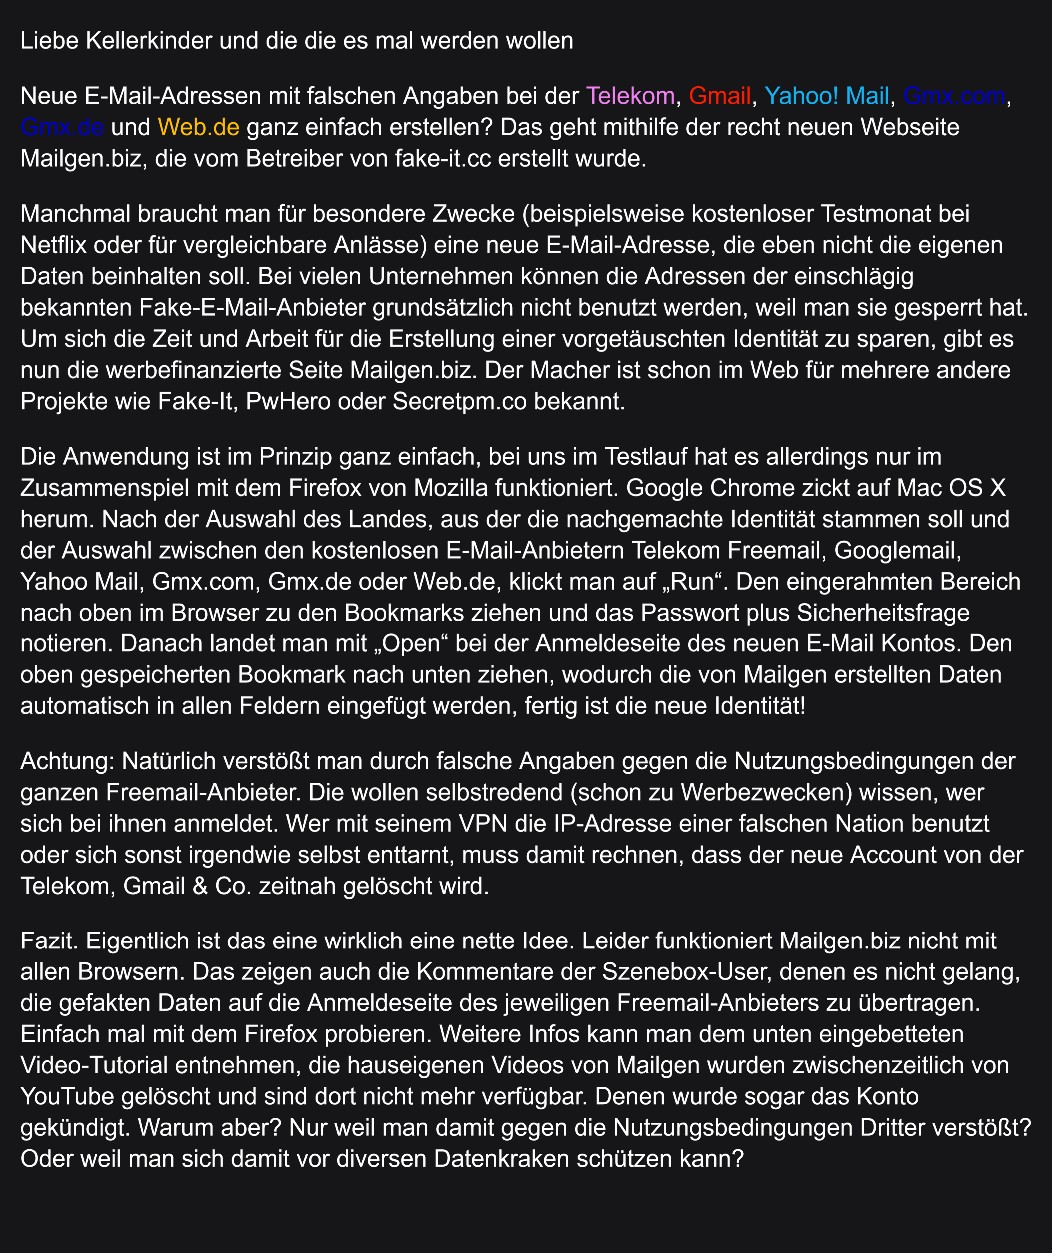 Liebe Kellerkinder und die die es mal werden wollen
Neue E-Mail-Adressen mit falschen Angaben bei der Telekom, Gmail, Yahoo! Mail, Gmx.com,
Gmx.de und Web.de ganz einfach erstellen? Das geht mithilfe der recht neuen Webseite
Mailgen.biz, die vom Betreiber von fake-it.cc erstellt wurde.
Manchmal braucht man für besondere Zwecke (beispielsweise kostenloser Testmonat bei
Netflix oder für vergleichbare Anlässe) eine neue E-Mail-Adresse, die eben nicht die eigenen
Daten beinhalten soll. Bei vielen Unternehmen können die Adressen der einschlägig
bekannten Fake-E-Mail-Anbieter grundsätzlich nicht benutzt werden, weil man sie gesperrt hat.
Um sich die Zeit und Arbeit für die Erstellung einer vorgetäuschten Identität zu sparen, gibt es
nun die werbefinanzierte Seite Mailgen.biz. Der Macher ist schon im Web für mehrere andere
Projekte wie Fake-It, PwHero oder Secretpm.co bekannt.
Die Anwendung ist im Prinzip ganz einfach, bei uns im Testlauf hat es allerdings nur im
Zusammenspiel mit dem Firefox von Mozilla funktioniert. Google Chrome zickt auf Mac OS X
herum. Nach der Auswahl des Landes, aus der die nachgemachte Identität stammen soll und
der Auswahl zwischen den kostenlosen E-Mail-Anbietern Telekom Freemail, Googlemail,
Yahoo Mail, Gmx.com, Gmx.de oder Web.de, klickt man auf „Run“. Den eingerahmten Bereich
nach oben im Browser zu den Bookmarks ziehen und das Passwort plus Sicherheitsfrage
notieren. Danach landet man mit „Open“ bei der Anmeldeseite des neuen E-Mail Kontos. Den
oben gespeicherten Bookmark nach unten ziehen, wodurch die von Mailgen erstellten Daten
automatisch in allen Feldern eingefügt werden, fertig ist die neue Identität!
Achtung: Natürlich verstößt man durch falsche Angaben gegen die Nutzungsbedingungen der
ganzen Freemail-Anbieter. Die wollen selbstredend (schon zu Werbezwecken) wissen, wer
sich bei ihnen anmeldet. Wer mit seinem VPN die IP-Adresse einer falschen Nation benutzt
oder sich sonst irgendwie selbst enttarnt, muss damit rechnen, dass der neue Account von der
Telekom, Gmail & Co. zeitnah gelöscht wird.
Fazit. Eigentlich ist das eine wirklich eine nette Idee. Leider funktioniert Mailgen.biz nicht mit
allen Browsern. Das zeigen auch die Kommentare der Szenebox-User, denen es nicht gelang,
die gefakten Daten auf die Anmeldeseite des jeweiligen Freemail-Anbieters zu übertragen.
Einfach mal mit dem Firefox probieren. Weitere Infos kann man dem unten eingebetteten
Video-Tutorial entnehmen, die hauseigenen Videos von Mailgen wurden zwischenzeitlich von
YouTube gelöscht und sind dort nicht mehr verfügbar. Denen wurde sogar das Konto
gekündigt. Warum aber? Nur weil man damit gegen die Nutzungsbedingungen Dritter verstößt?
Oder weil man sich damit vor diversen Datenkraken schützen kann?